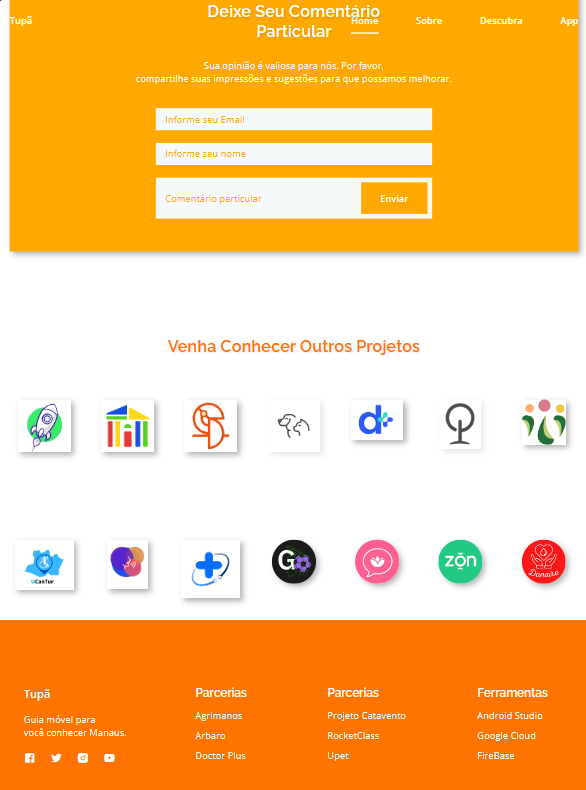 Tupã
Home
Sobre
Descubra
App
Deixe Seu Comentário
Particular
Sua opinião é valiosa para nós. Por favor,
compartilhe suas impressões e sugestões para que possamos melhorar.
Informe seu Email
Informe seu nome
Comentário particular
Enviar
Venha Conhecer Outros Projetos
d+
UCanTur
G
zōn
Donaire
Tupã
Guia móvel para
você conhecer Manaus.
Parcerias
Agrimanos
Arbaro
Doctor Plus
Parcerias
Projeto Catavento
RocketClass
Upet
Ferramentas
Android Studio
Google Cloud
FireBase